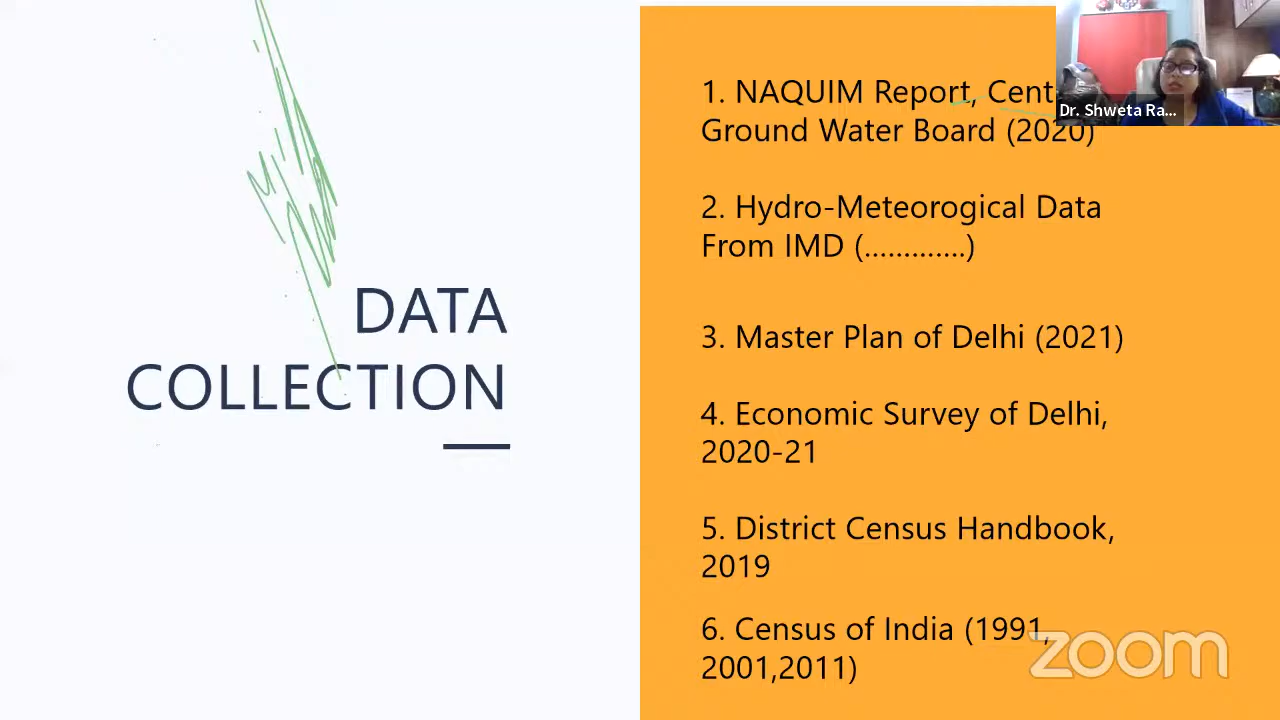 DATA
COLLECTION
1. NAQUIM Report, Cent
Ground Water Board (2020)
2. Hydro-Meteorogical Data
From IMD (.............)
3. Master Plan of Delhi (2021)
4. Economic Survey of Delhi,
2020-21
5. District Census Handbook,
2019
6. Census of India (1991,
2001,2011)
Dr. Shweta Ra...
zoom